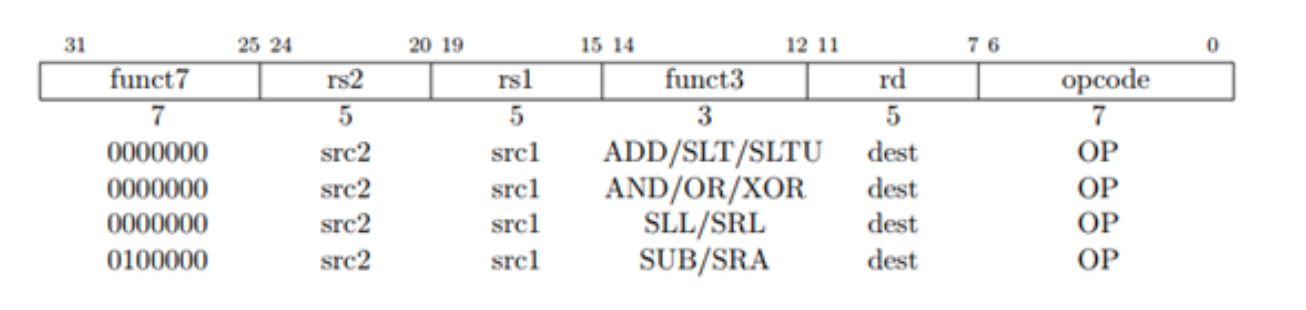 31 25 24 20 19 15 14 12 11 7 6 0
funct7 rs2 rs1 funct3 rd opcode
7 5 5 3 5 7
0000000 src2 src1 ADD/SLT/SLTU dest OP
0000000 src2 src1 AND/OR/XOR dest OP
0000000 src2 src1 SLL/SRL dest OP
0100000 src2 src1 SUB/SRA dest OP